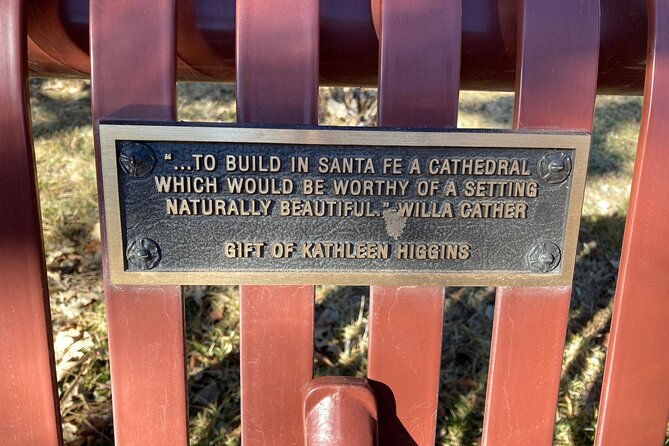 "...TO BUILD IN SANTA FE A CATHEDRAL
WHICH WOULD BE WORTHY OF A SETTING
NATURALLY BEAUTIFUL." WILLA CATHER
GIFT OF KATHLEEN HIGGINS